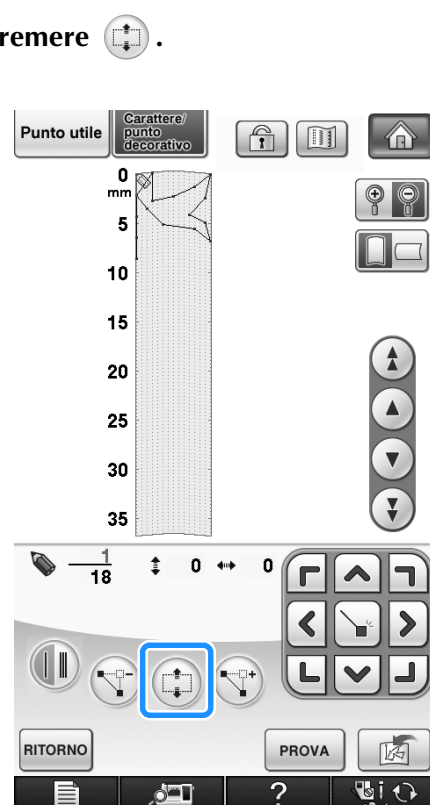 remere .
Punto utile
Carattere/
punto
decorativo
0
mm
5
10
15
20
25
30
35
1
18
0
0
RITORNO
PROVA
?